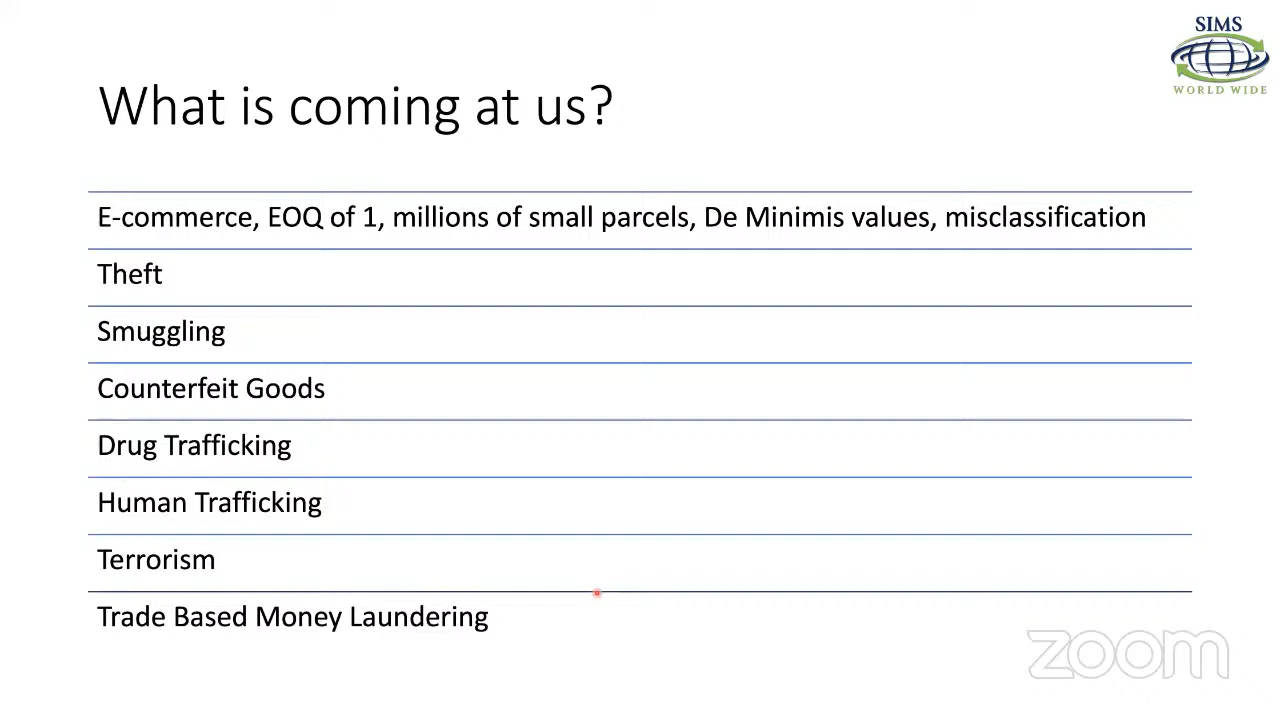 SIMS
WORLD WIDE
What is coming at us?
E-commerce, EOQ of 1, millions of small parcels, De Minimis values, misclassification
Theft
Smuggling
Counterfeit Goods
Drug Trafficking
Human Trafficking
Terrorism
Trade Based Money Laundering
zoom